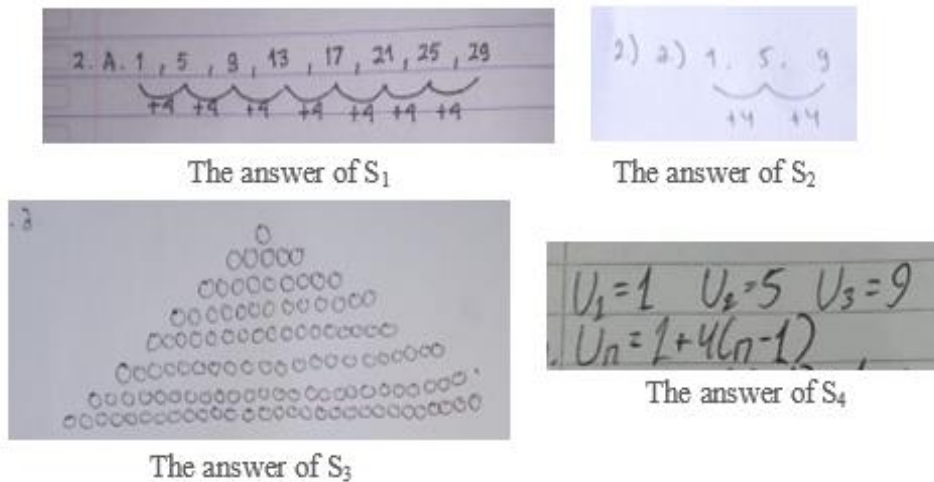 2. A. 1, 5, 9, 13, 17, 21, 25, 29
+4 +4 +4 +4 +4 +4 +4
The answer of S₁
2) a) 1. 5. 9
+4 +4
The answer of S₂
.a
The answer of S₃
U₁=1 U₂=5 U₃=9
Uₙ=1+4(n-1)
The answer of S₄